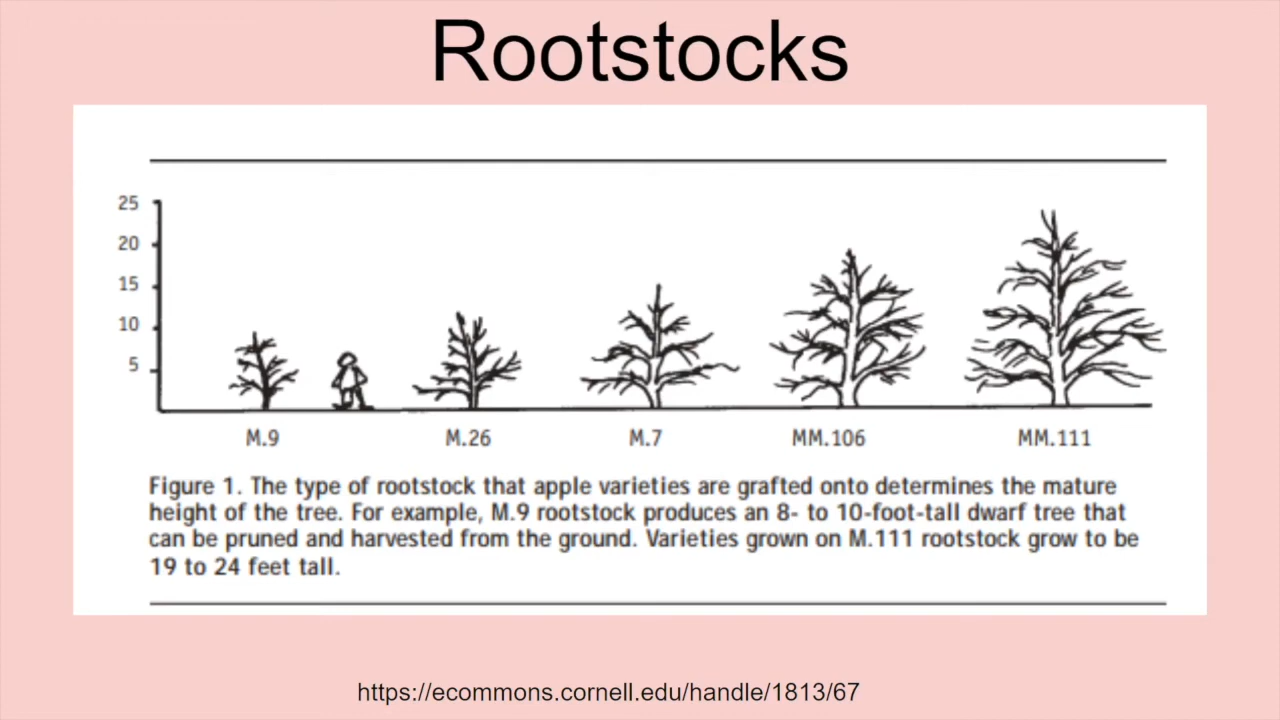 Rootstocks
25
20
15
10
5
M.9
M.26
M.7
MM.106
MM.111
Figure 1. The type of rootstock that apple varieties are grafted onto determines the mature
height of the tree. For example, M.9 rootstock produces an 8- to 10-foot-tall dwarf tree that
can be pruned and harvested from the ground. Varieties grown on M.111 rootstock grow to be
19 to 24 feet tall.
https://ecommons.cornell.edu/handle/1813/67